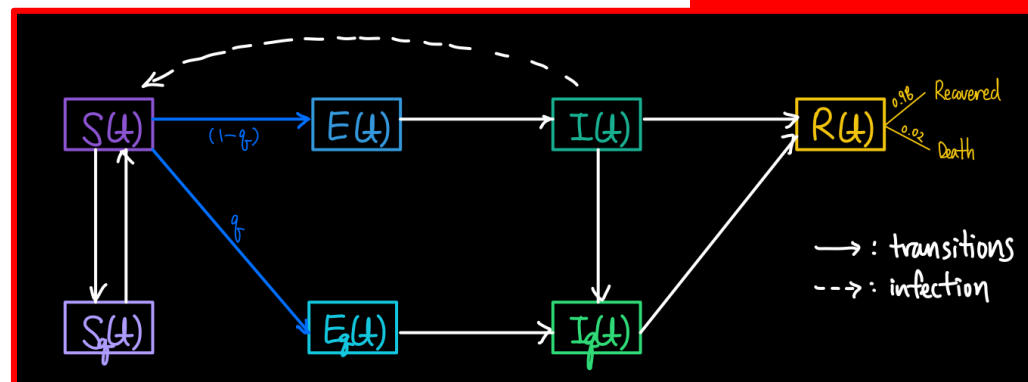 S(t)
(1-q)
E(t)
I(t)
R(t)
0.98
Recovered
0.02
Death
q
→: transitions
-->: infection
Sq(t)
Eq(t)
Iq(t)